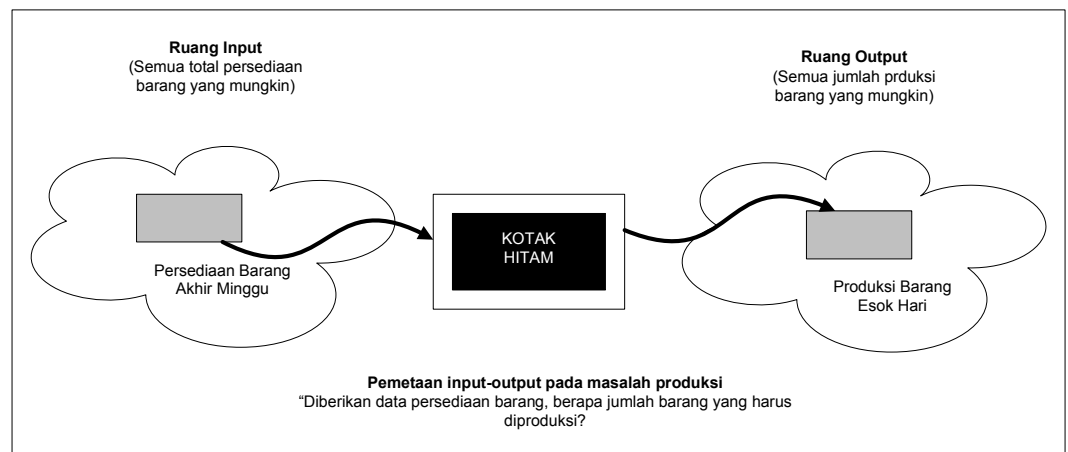 Ruang Input
(Semua total persediaan
barang yang mungkin)
Ruang Output
(Semua jumlah prduksi
barang yang mungkin)
KOTAK
HITAM
Persediaan Barang
Akhir Minggu
Produksi Barang
Esok Hari
Pemetaan input-output pada masalah produksi
“Diberikan data persediaan barang, berapa jumlah barang yang harus
diproduksi?